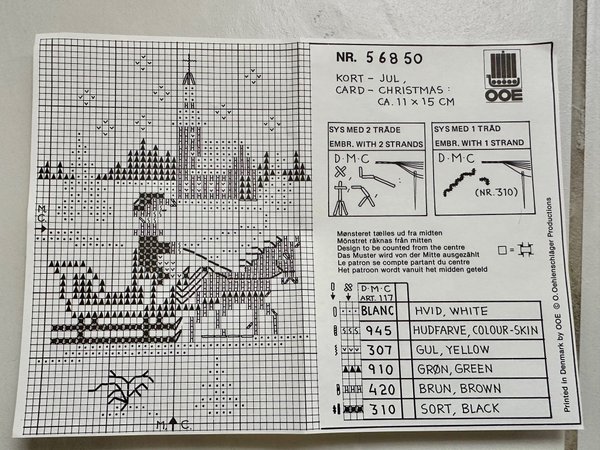 NR. 56850
KORT - JUL,
CARD - CHRISTMAS:
CA. 11 × 15 CM
OOE
SYS MED 2 TRÅDE
EMBR. WITH 2 STRANDS
D·M·C
SYS MED 1 TRÅD
EMBR. WITH 1 STRAND
D·M·C
(NR. 310)
Mønsteret tælles ud fra midten
Mönstret räknas från mitten
Design to be counted from the centre
Das Muster wird von der Mitte ausgezählt
Le patron se compte partant du centre
Het patroon wordt vanuit het midden geteld
D·M·C
ART. 117
BLANC HVID, WHITE
945 HUDFARVE, COLOUR-SKIN
307 GUL, YELLOW
910 GRØN, GREEN
420 BRUN, BROWN
310 SORT, BLACK
M. C.
M. C.
Printed in Denmark by OOE © O. Oehlenschläger Productions